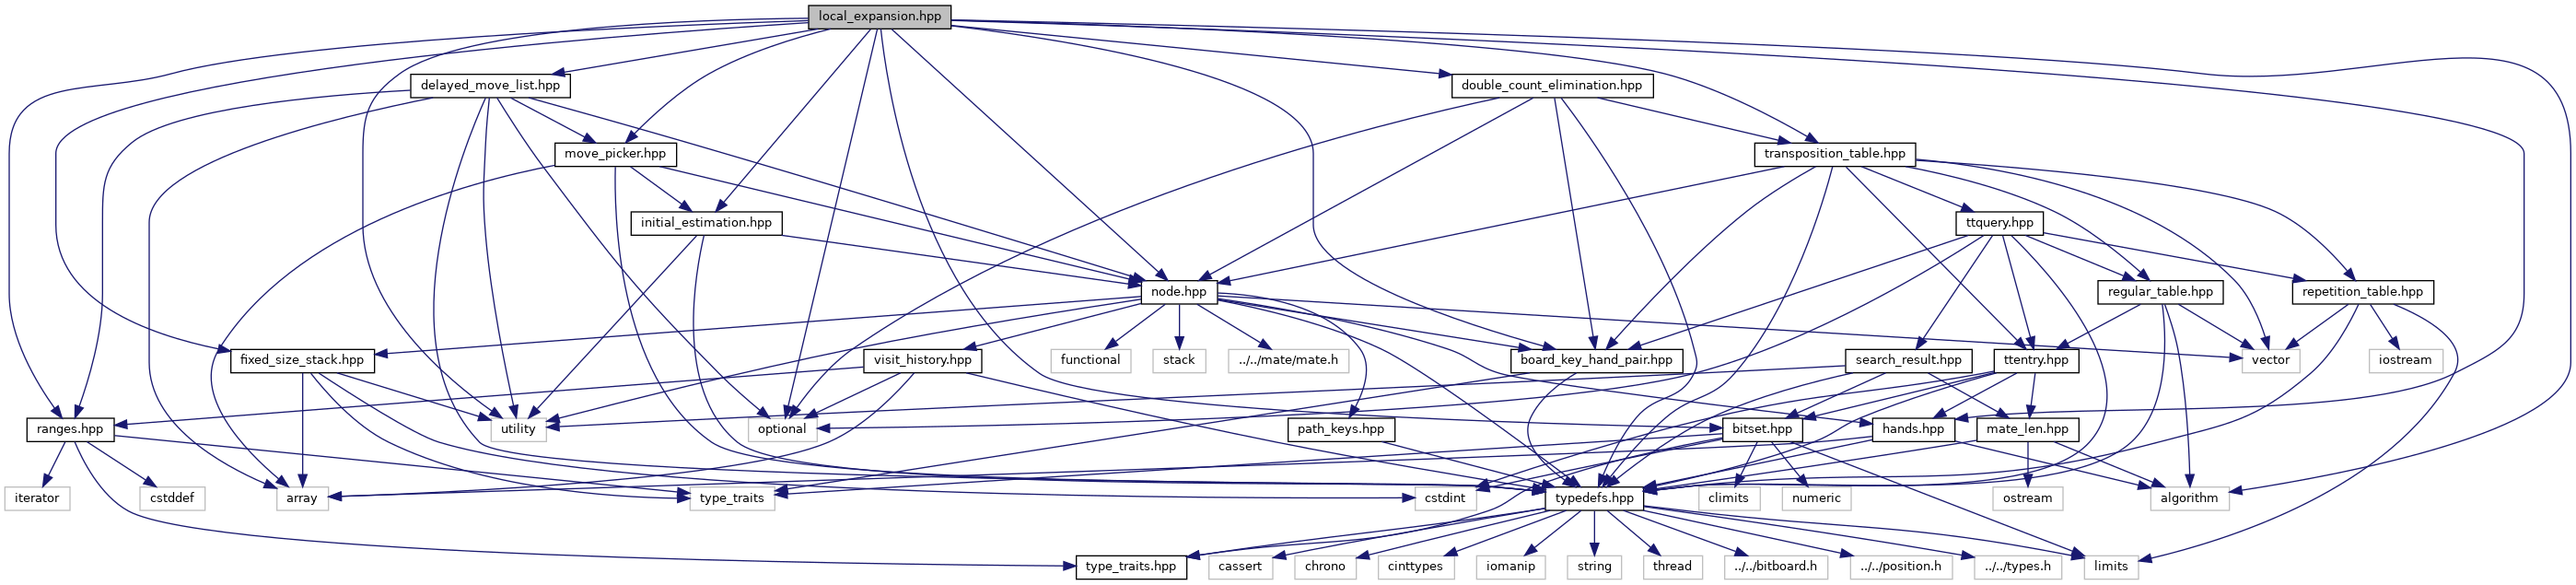 local_expansion.hpp
delayed_move_list.hpp
double_count_elimination.hpp
move_picker.hpp
transposition_table.hpp
initial_estimation.hpp
ttquery.hpp
node.hpp
regular_table.hpp
repetition_table.hpp
fixed_size_stack.hpp
visit_history.hpp
functional
stack
../../mate/mate.h
board_key_hand_pair.hpp
search_result.hpp
ttentry.hpp
vector
iostream
ranges.hpp
utility
optional
path_keys.hpp
bitset.hpp
hands.hpp
mate_len.hpp
iterator
cstddef
array
type_traits
cstdint
typedefs.hpp
climits
numeric
ostream
algorithm
type_traits.hpp
cassert
chrono
cinttypes
iomanip
string
thread
../../bitboard.h
../../position.h
../../types.h
limits